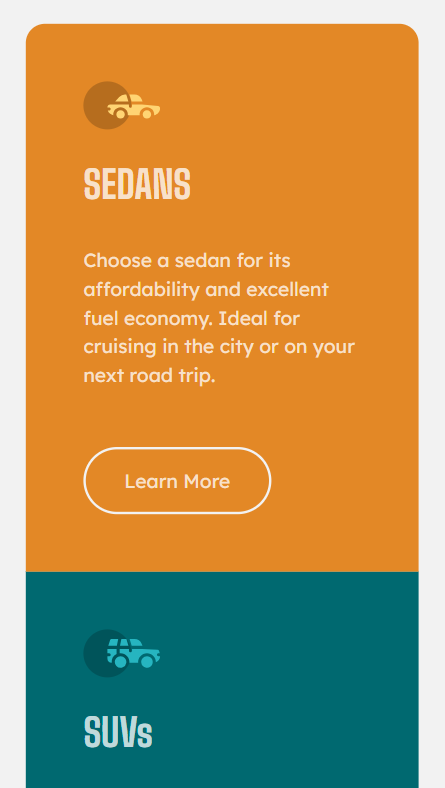 SEDANS
Choose a sedan for its
affordability and excellent
fuel economy. Ideal for
cruising in the city or on your
next road trip.
Learn More
SUVs